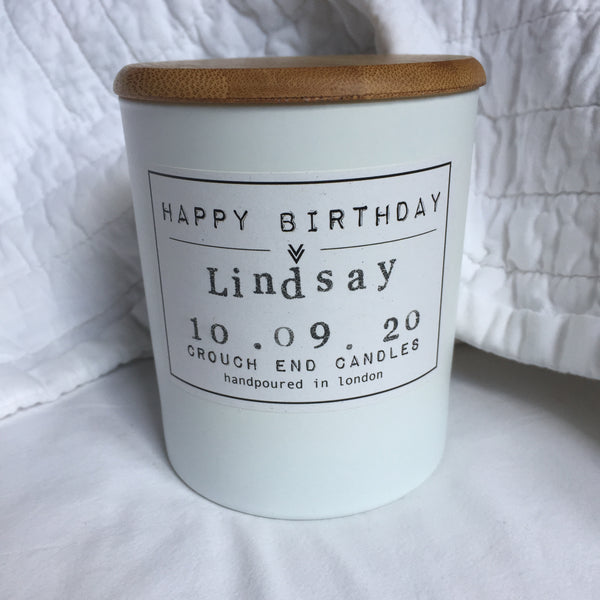 HAPPY BIRTHDAY
Lindsay
10 .09. 20
CROUCH END CANDLES
handpoured in london